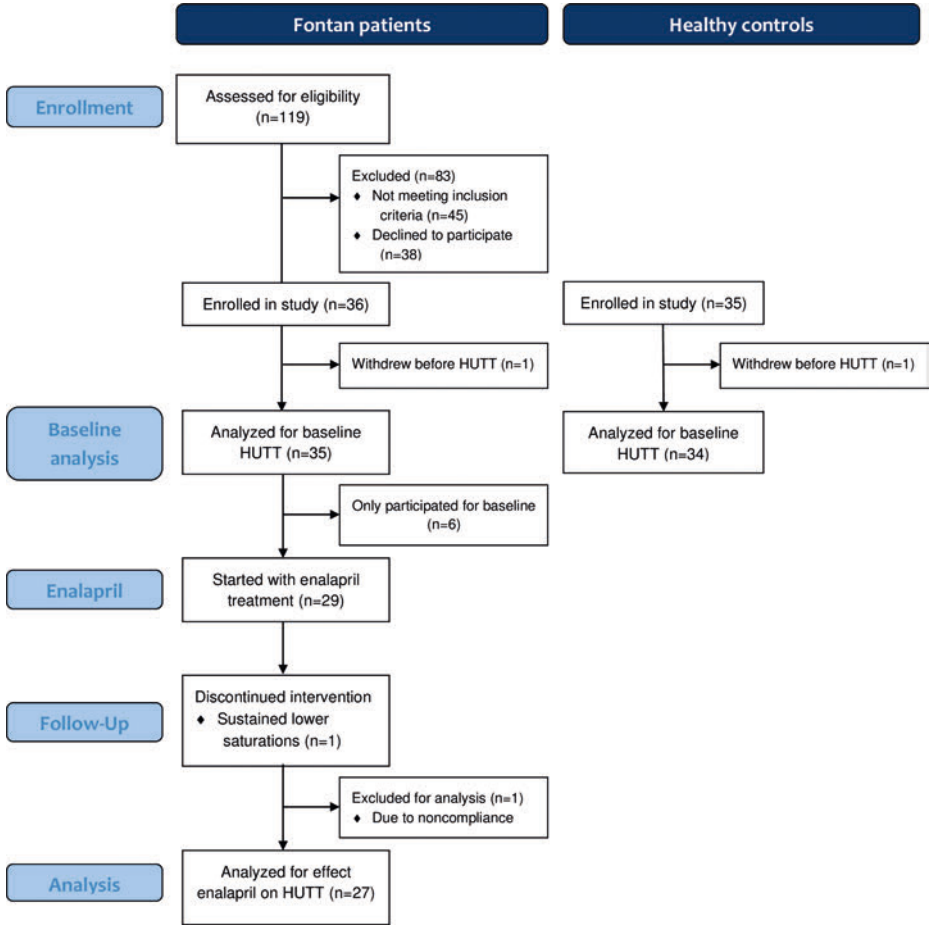 Fontan patients
Healthy controls
Enrollment
Assessed for eligibility
(n=119)
Excluded (n=83)
♦ Not meeting inclusion
criteria (n=45)
♦ Declined to participate
(n=38)
Enrolled in study (n=36)
Enrolled in study (n=35)
Withdrew before HUTT (n=1)
Withdrew before HUTT (n=1)
Baseline
analysis
Analyzed for baseline
HUTT (n=35)
Analyzed for baseline
HUTT (n=34)
Only participated for baseline
(n=6)
Enalapril
Started with enalapril
treatment (n=29)
Follow-Up
Discontinued intervention
♦ Sustained lower
saturations (n=1)
Excluded for analysis (n=1)
♦ Due to noncompliance
Analysis
Analyzed for effect
enalapril on HUTT (n=27)